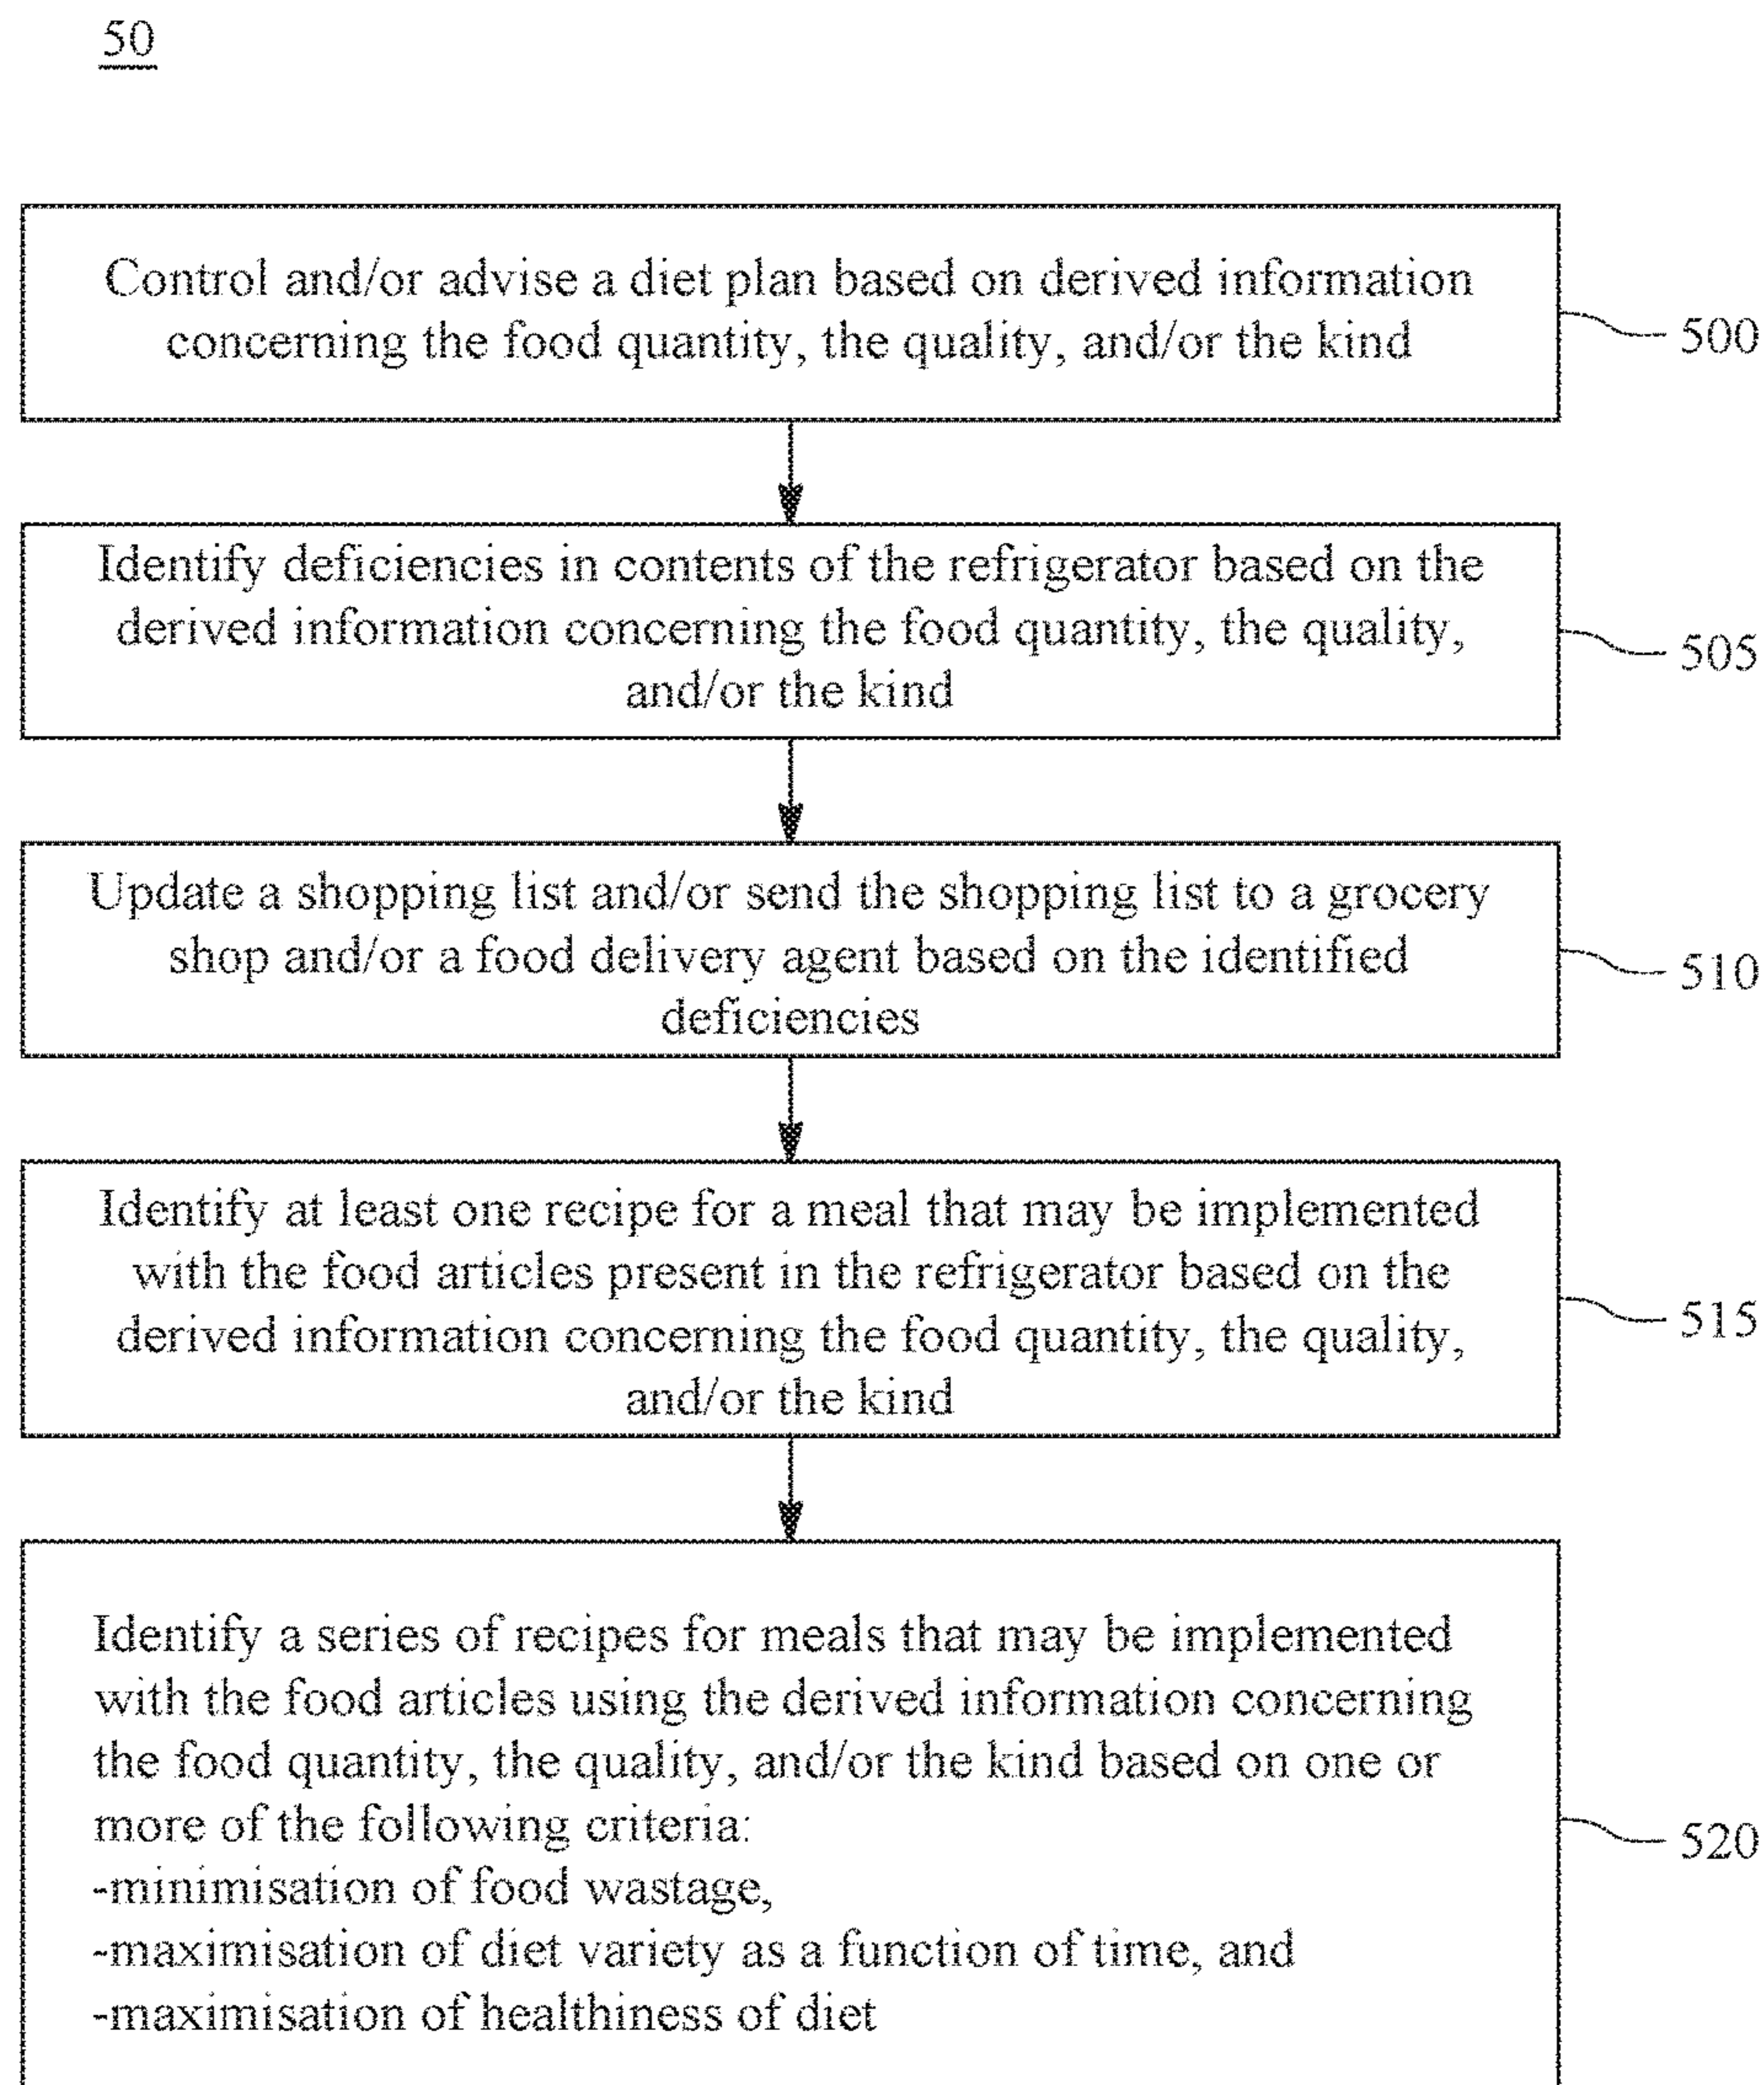 50
Control and/or advise a diet plan based on derived information
concerning the food quantity, the quality, and/or the kind
500
Identify deficiencies in contents of the refrigerator based on the
derived information concerning the food quantity, the quality,
and/or the kind
505
Update a shopping list and/or send the shopping list to a grocery
shop and/or a food delivery agent based on the identified
deficiencies
510
Identify at least one recipe for a meal that may be implemented
with the food articles present in the refrigerator based on the
derived information concerning the food quantity, the quality,
and/or the kind
515
Identify a series of recipes for meals that may be implemented
with the food articles using the derived information concerning
the food quantity, the quality, and/or the kind based on one or
more of the following criteria:
-minimisation of food wastage,
-maximisation of diet variety as a function of time, and
-maximisation of healthiness of diet
520